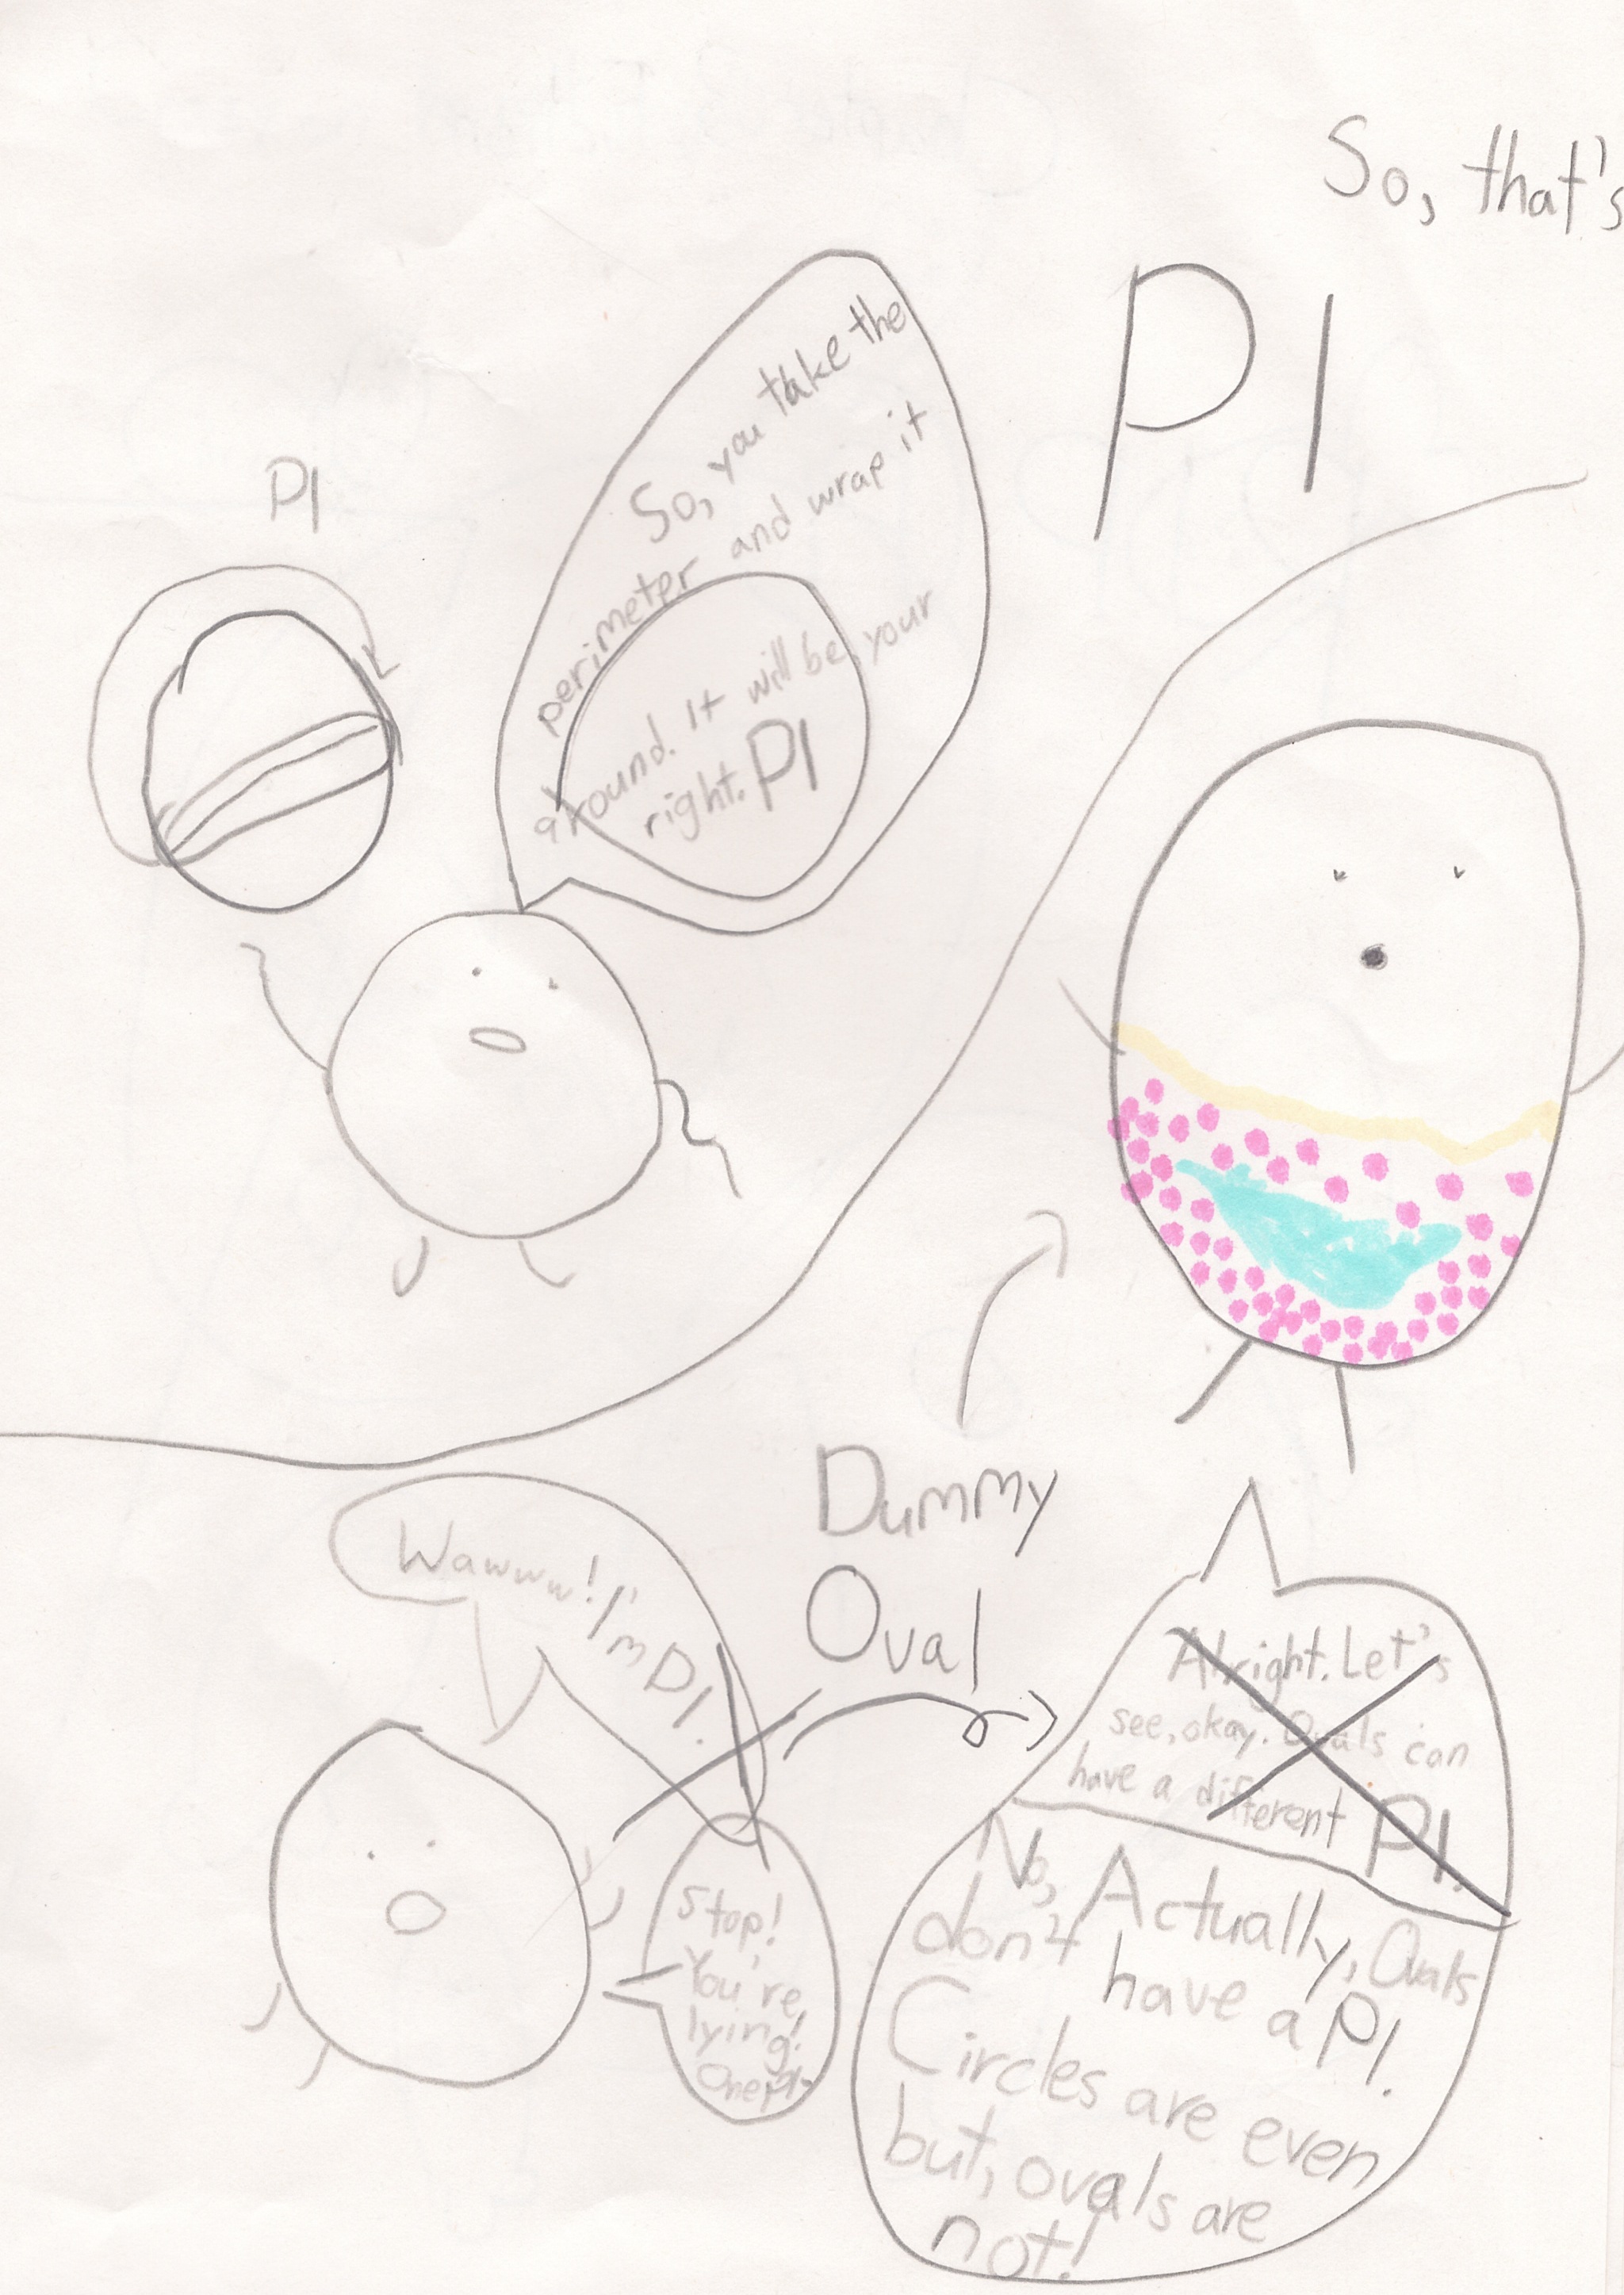 So, that's
PI
PI
So, you take the
perimeter and wrap it
around. It will be your
right. PI
Dummy
Oval
Wawww! I'm PI.
Stop!
You're
lying!
Alright. Let's
see, okay. Ovals can
have a different PI.
No, Actually, Ovals
don't have a PI.
Circles are even
but, ovals are
not!